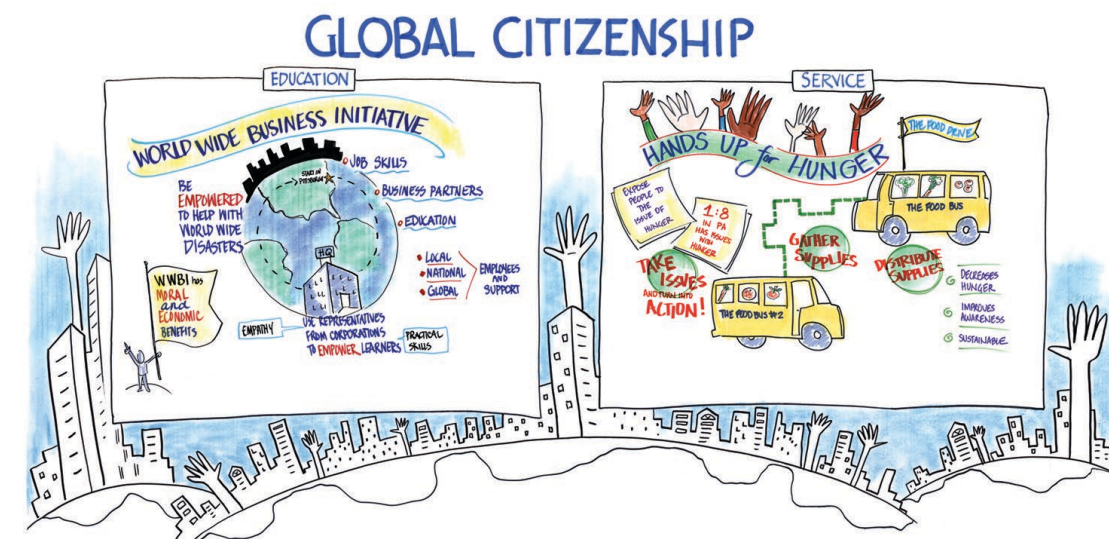 GLOBAL CITIZENSHIP
EDUCATION
WORLD WIDE BUSINESS INITIATIVE
START IN
PITTSBURGH
JOB SKILLS
BUSINESS PARTNERS
EDUCATION
BE
EMPOWERED
TO HELP WITH
WORLD WIDE
DISASTERS
LOCAL
NATIONAL
GLOBAL
EMPLOYEES
AND
SUPPORT
HQ
WWBI has
MORAL
and
ECONOMIC
BENEFITS
EMPATHY
USE REPRESENTATIVES
FROM CORPORATIONS
TO EMPOWER LEARNERS
PRACTICAL
SKILLS
SERVICE
HANDS UP for HUNGER
THE FOOD DRIVE
EXPOSE
PEOPLE TO
THE
ISSUE OF
HUNGER
1:8
IN PA
HAS ISSUES
WITH
HUNGER
THE FOOD BUS
GATHER
SUPPLIES
TAKE
ISSUES
AND TURN INTO
ACTION!
DISTRIBUTE
SUPPLIES
THE FOOD BUS #2
DECREASES
HUNGER
IMPROVES
AWARENESS
SUSTAINABLE